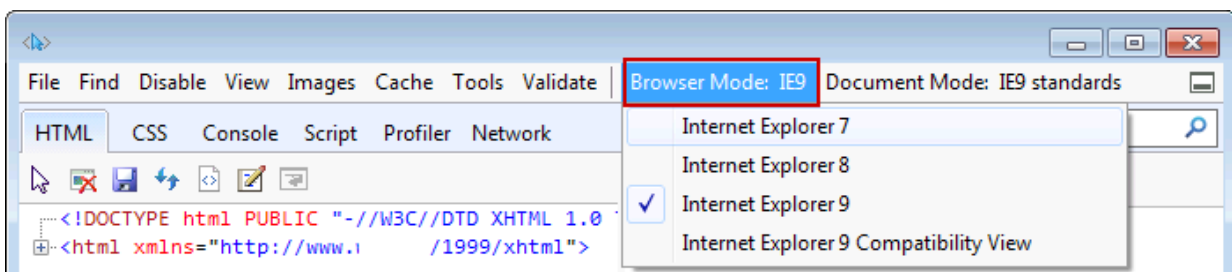 File Find Disable View Images Cache Tools Validate Browser Mode: IE9 Document Mode: IE9 standards
HTML CSS Console Script Profiler Network
Internet Explorer 7
Internet Explorer 8
Internet Explorer 9
Internet Explorer 9 Compatibility View
<!DOCTYPE html PUBLIC "-//W3C//DTD XHTML 1.0
<html xmlns="http://www. /1999/xhtml">